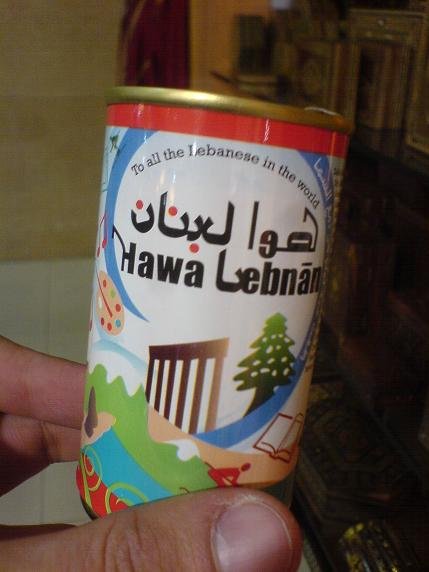 To all the Lebanese in the world
هوا لبنان
Hawa Lebnān